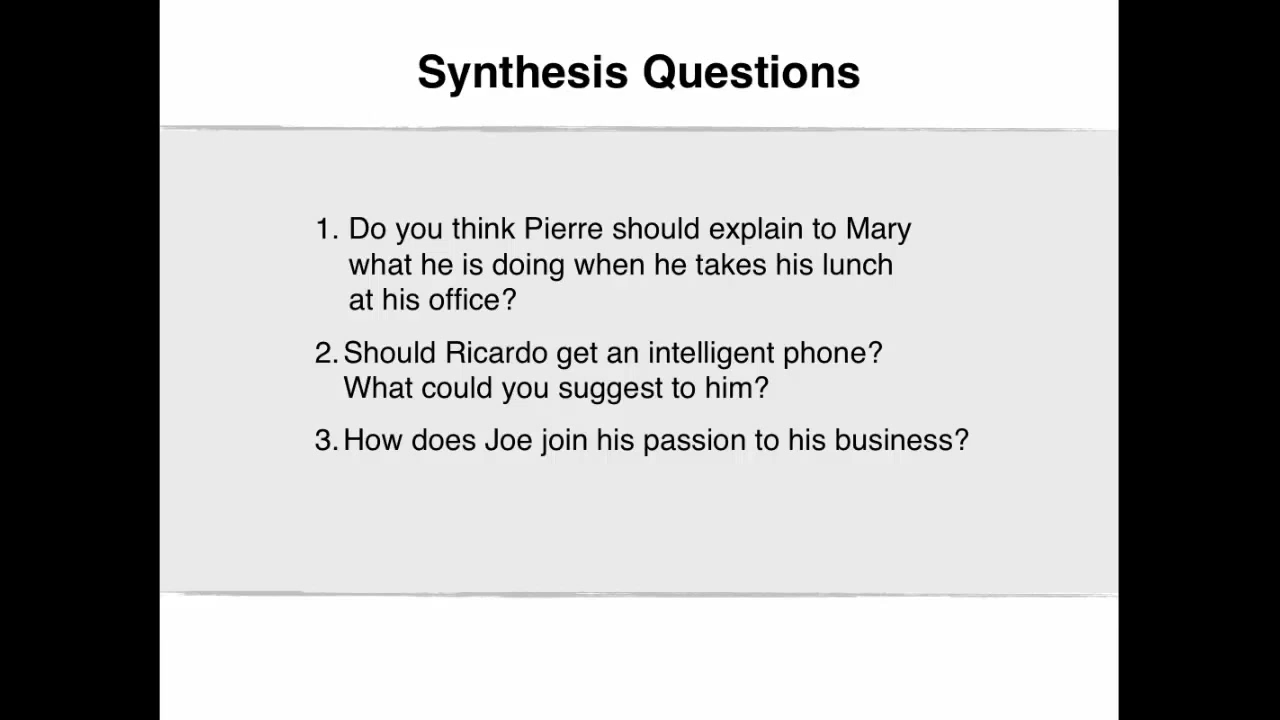 Synthesis Questions
1. Do you think Pierre should explain to Mary
what he is doing when he takes his lunch
at his office?
2. Should Ricardo get an intelligent phone?
What could you suggest to him?
3. How does Joe join his passion to his business?